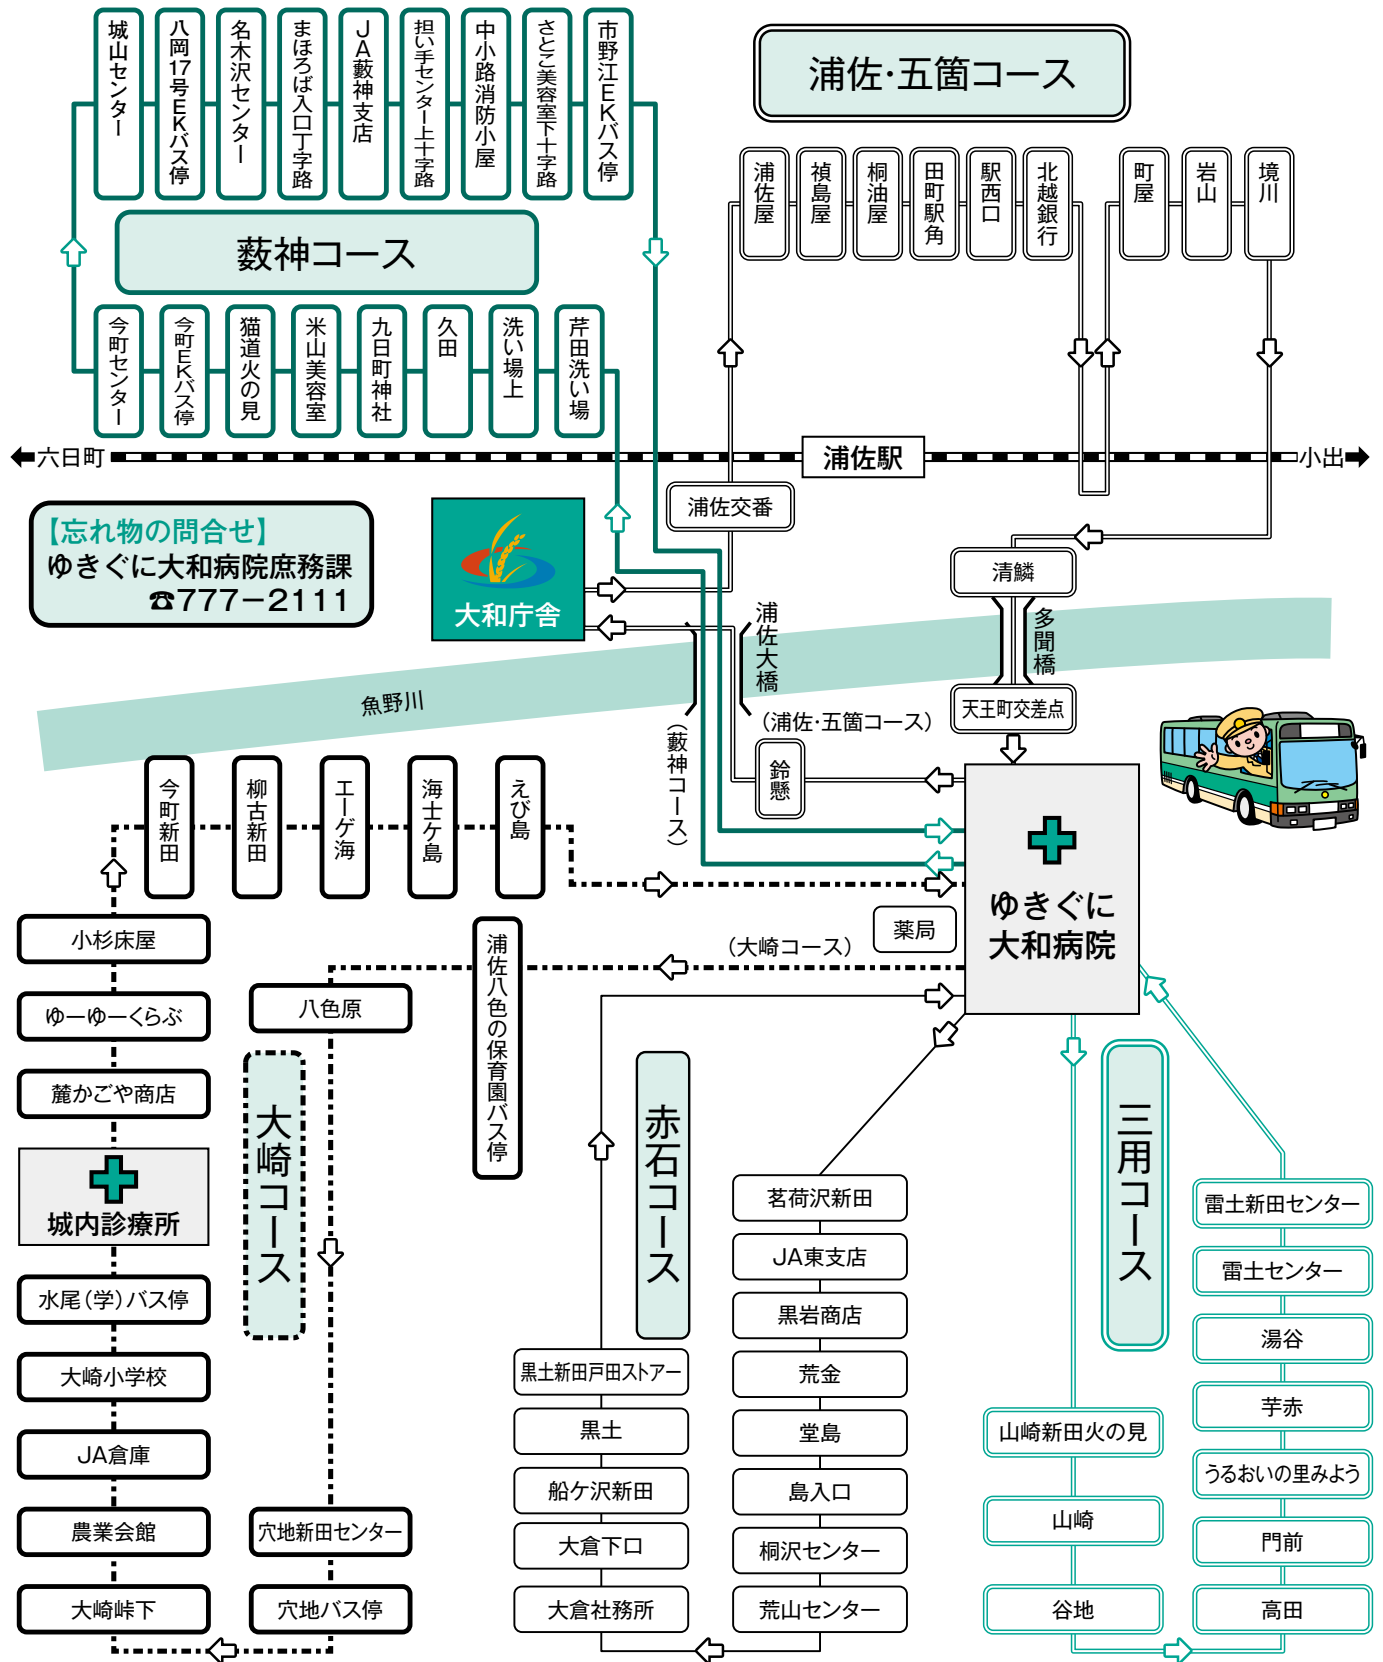 城山センター
八岡17号EKバス停
名木沢センター
まほろば入口丁字路
JA藪神支店
担い手センター上十字路
中小路消防小屋
さとこ美容室下十字路
市野江EKバス停
浦佐・五箇コース
浦佐屋
禎島屋
桐油屋
田町駅角
駅西口
北越銀行
町屋
岩山
境川
藪神コース
今町センター
今町EKバス停
猫道火の見
米山美容室
九日町神社
久田
洗い場上
芹田洗い場
六日町
浦佐駅
小出
浦佐交番
【忘れ物の問合せ】
ゆきぐに大和病院庶務課
☎777−2111
大和庁舎
清鱗
浦佐大橋
多聞橋
魚野川
天王町交差点
（浦佐・五箇コース）
（藪神コース）
鈴懸
今町新田
柳古新田
エーゲ海
海士ケ島
えび島
ゆきぐに
大和病院
薬局
（大崎コース）
小杉床屋
ゆーゆーくらぶ
麓かごや商店
城内診療所
水尾（学）バス停
大崎小学校
JA倉庫
農業会館
大崎峠下
八色原
大崎コース
穴地新田センター
穴地バス停
浦佐八色の保育園バス停
赤石コース
黒土新田戸田ストアー
黒土
船ケ沢新田
大倉下口
大倉社務所
茗荷沢新田
JA東支店
黒岩商店
荒金
堂島
島入口
桐沢センター
荒山センター
三用コース
山崎新田火の見
山崎
谷地
雷土新田センター
雷土センター
湯谷
芋赤
うるおいの里みよう
門前
高田